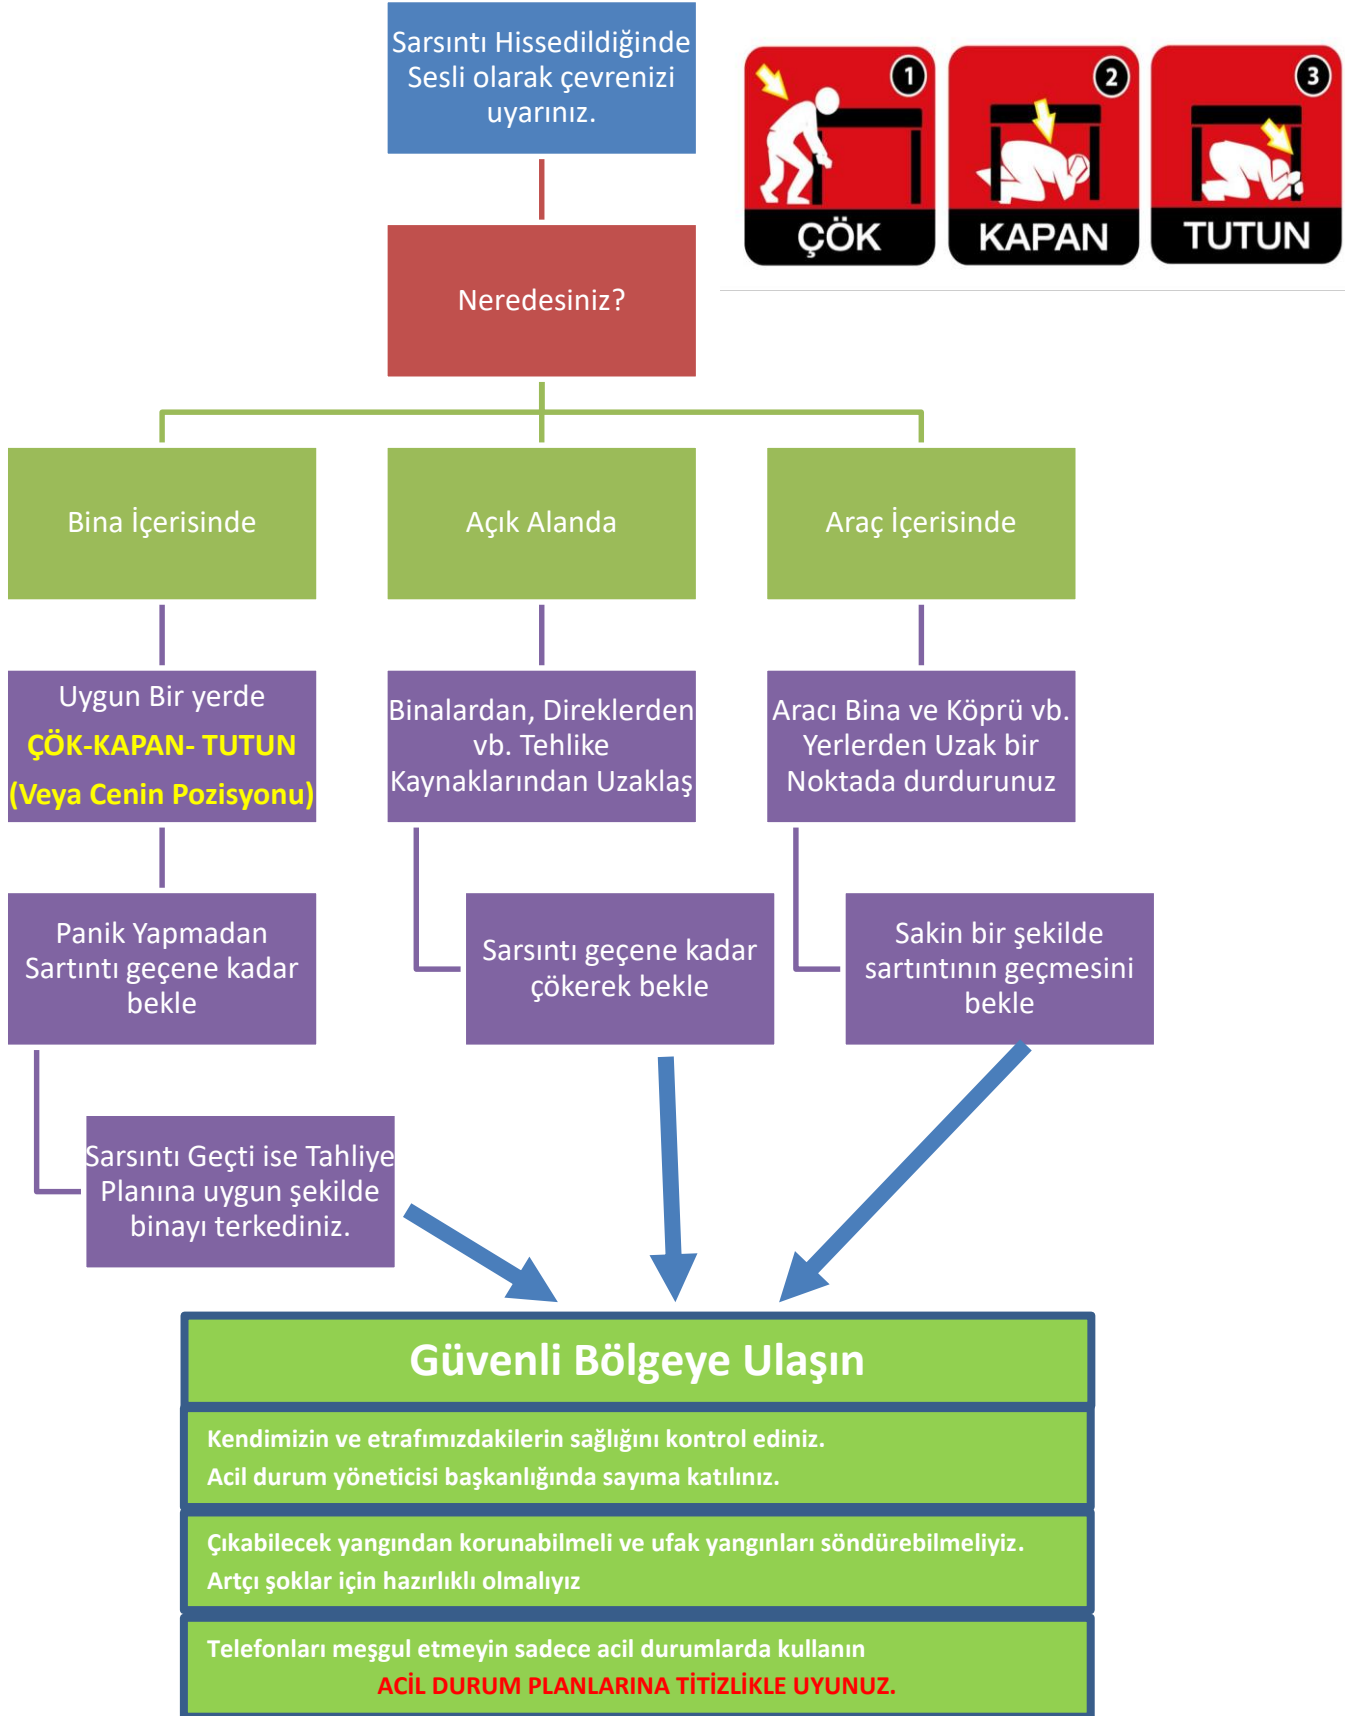 Sarsıntı Hissedildiğinde
Sesli olarak çevrenizi
uyarınız.
1
ÇÖK
2
KAPAN
3
TUTUN
Neredesiniz?
Bina İçerisinde
Açık Alanda
Araç İçerisinde
Uygun Bir yerde
ÇÖK-KAPAN- TUTUN
(Veya Cenin Pozisyonu)
Binalardan, Direklerden
vb. Tehlike
Kaynaklarından Uzaklaş
Aracı Bina ve Köprü vb.
Yerlerden Uzak bir
Noktada durdurunuz
Panik Yapmadan
Sartıntı geçene kadar
bekle
Sarsıntı geçene kadar
çökerek bekle
Sakin bir şekilde
sartıntının geçmesini
bekle
Sarsıntı Geçti ise Tahliye
Planına uygun şekilde
binayı terkediniz.
Güvenli Bölgeye Ulaşın
Kendimizin ve etrafımızdakilerin sağlığını kontrol ediniz.
Acil durum yöneticisi başkanlığında sayıma katılınız.
Çıkabilecek yangından korunabilmeli ve ufak yangınları söndürebilmeliyiz.
Artçı şoklar için hazırlıklı olmalıyız
Telefonları meşgul etmeyin sadece acil durumlarda kullanın
ACİL DURUM PLANLARINA TİTİZLİKLE UYUNUZ.